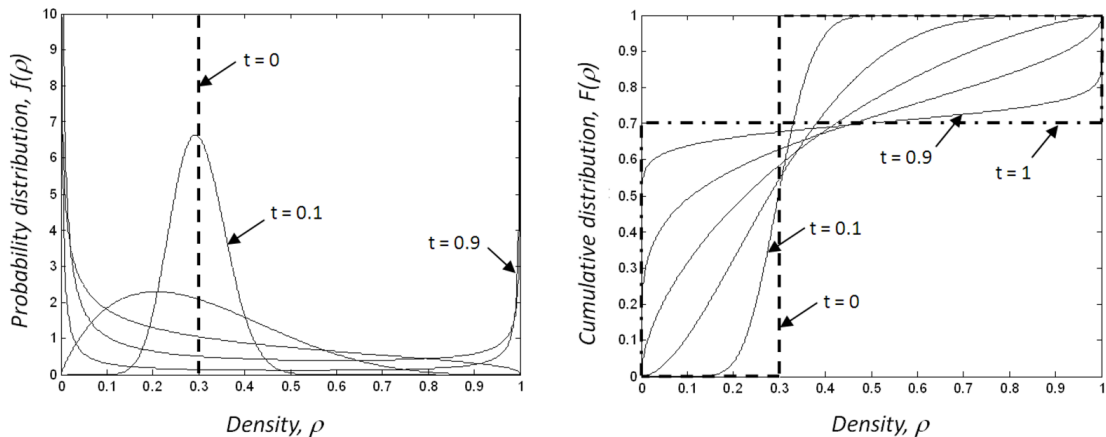 10
9
8
7
6
5
4
3
2
1
0
Probability distribution, f(ρ)
t = 0
t = 0.1
t = 0.9
0 0.1 0.2 0.3 0.4 0.5 0.6 0.7 0.8 0.9 1
Density, ρ
1
0.9
0.8
0.7
0.6
0.5
0.4
0.3
0.2
0.1
0
Cumulative distribution, F(ρ)
t = 0.9
t = 1
t = 0.1
t = 0
0 0.1 0.2 0.3 0.4 0.5 0.6 0.7 0.8 0.9 1
Density, ρ